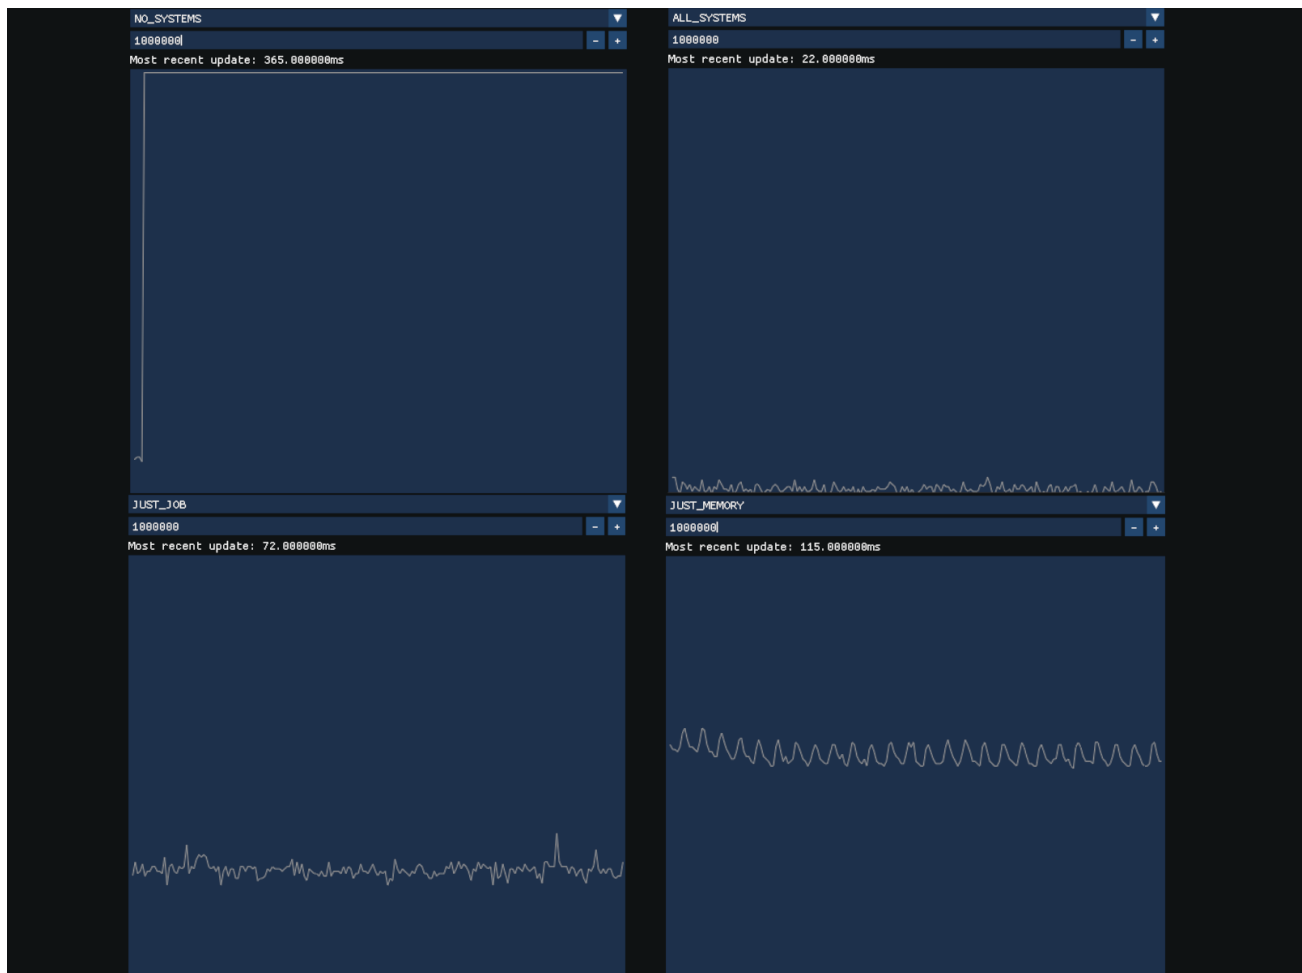 NO_SYSTEMS
1000000
- +
Most recent update: 365.000000ms
ALL_SYSTEMS
1000000
- +
Most recent update: 22.000000ms
JUST_JOB
1000000
- +
Most recent update: 72.000000ms
JUST_MEMORY
1000000
- +
Most recent update: 115.000000ms